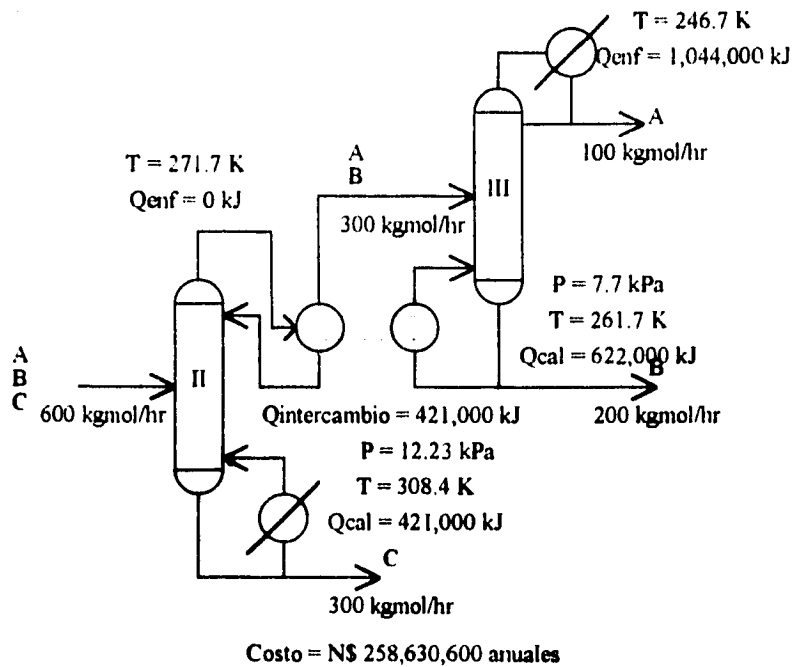 T = 246.7 K
Qenf = 1,044,000 kJ
A
100 kgmol/hr
T = 271.7 K
Qenf = 0 kJ
A
B
300 kgmol/hr
III
P = 7.7 kPa
T = 261.7 K
Qcal = 622,000 kJ
B
200 kgmol/hr
A
B
C
600 kgmol/hr
II
Qintercambio = 421,000 kJ
P = 12.23 kPa
T = 308.4 K
Qcal = 421,000 kJ
C
300 kgmol/hr
Costo = N$ 258,630,600 anuales